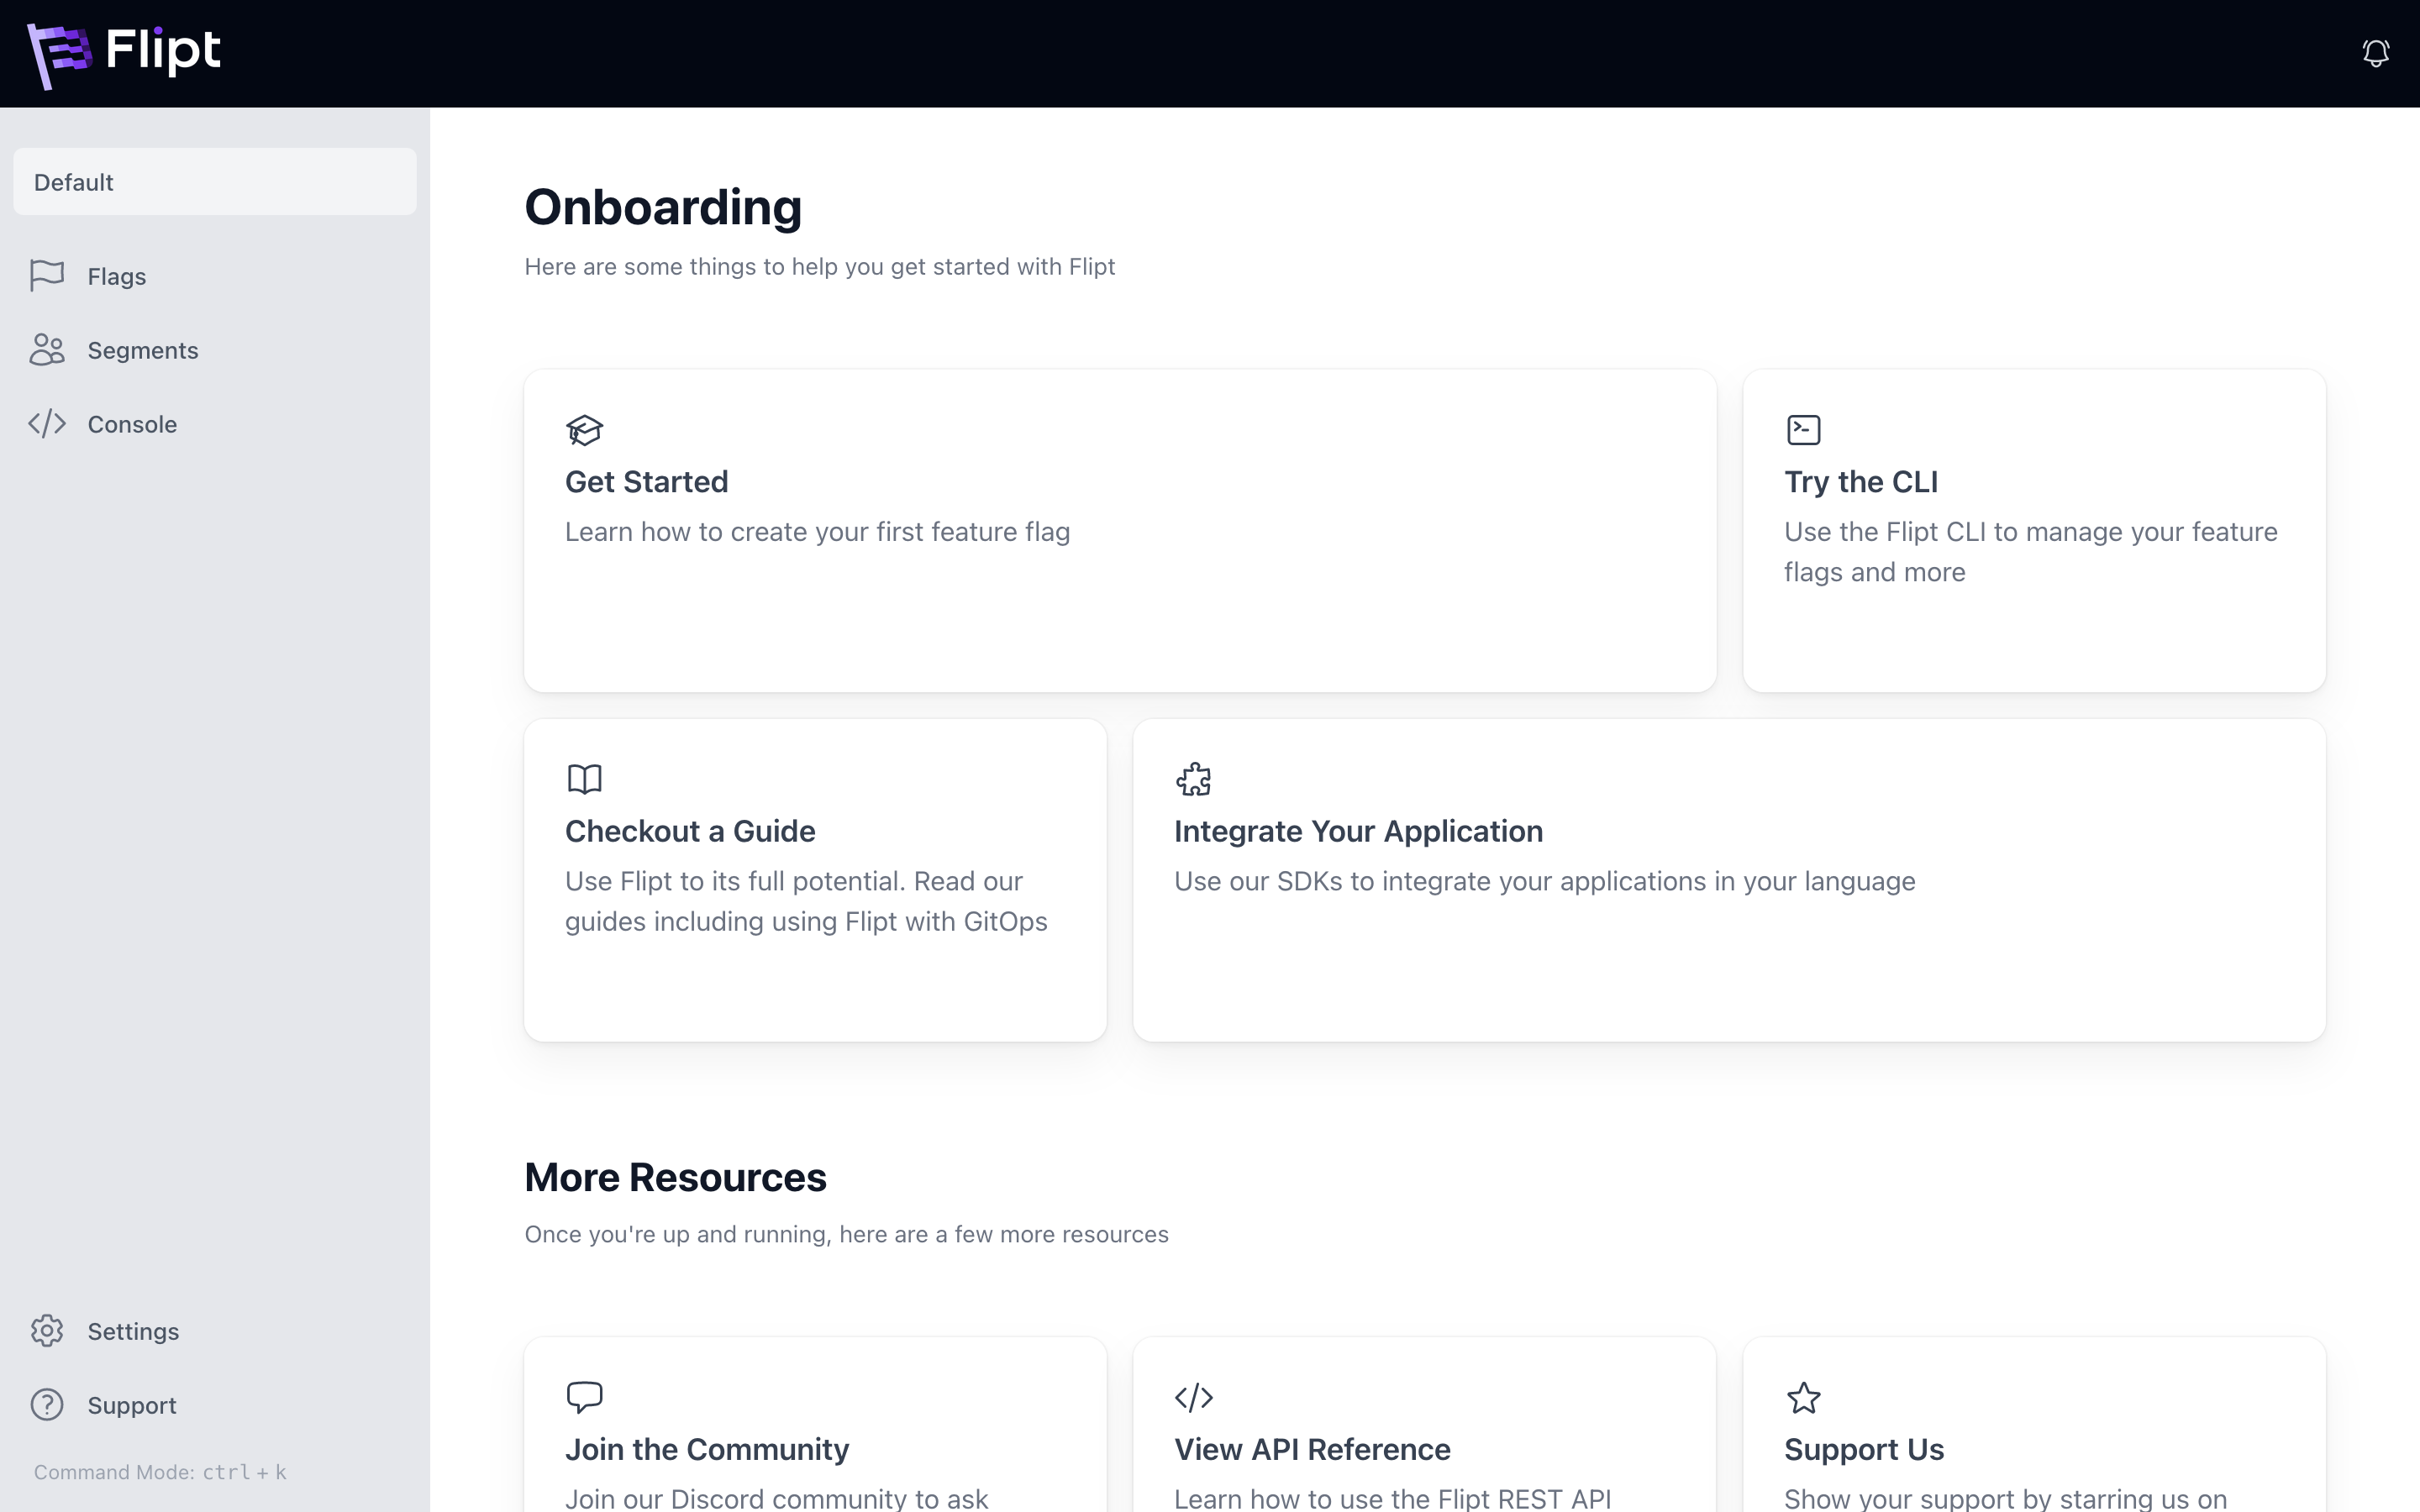 Flipt
Default
Flags
Segments
Console
Settings
Support
Command Mode: ctrl + k
Onboarding
Here are some things to help you get started with Flipt
Get Started
Learn how to create your first feature flag
Try the CLI
Use the Flipt CLI to manage your feature
flags and more
Checkout a Guide
Use Flipt to its full potential. Read our
guides including using Flipt with GitOps
Integrate Your Application
Use our SDKs to integrate your applications in your language
More Resources
Once you're up and running, here are a few more resources
Join the Community
Join our Discord community to ask
View API Reference
Learn how to use the Flipt REST API
Support Us
Show your support by starring us on